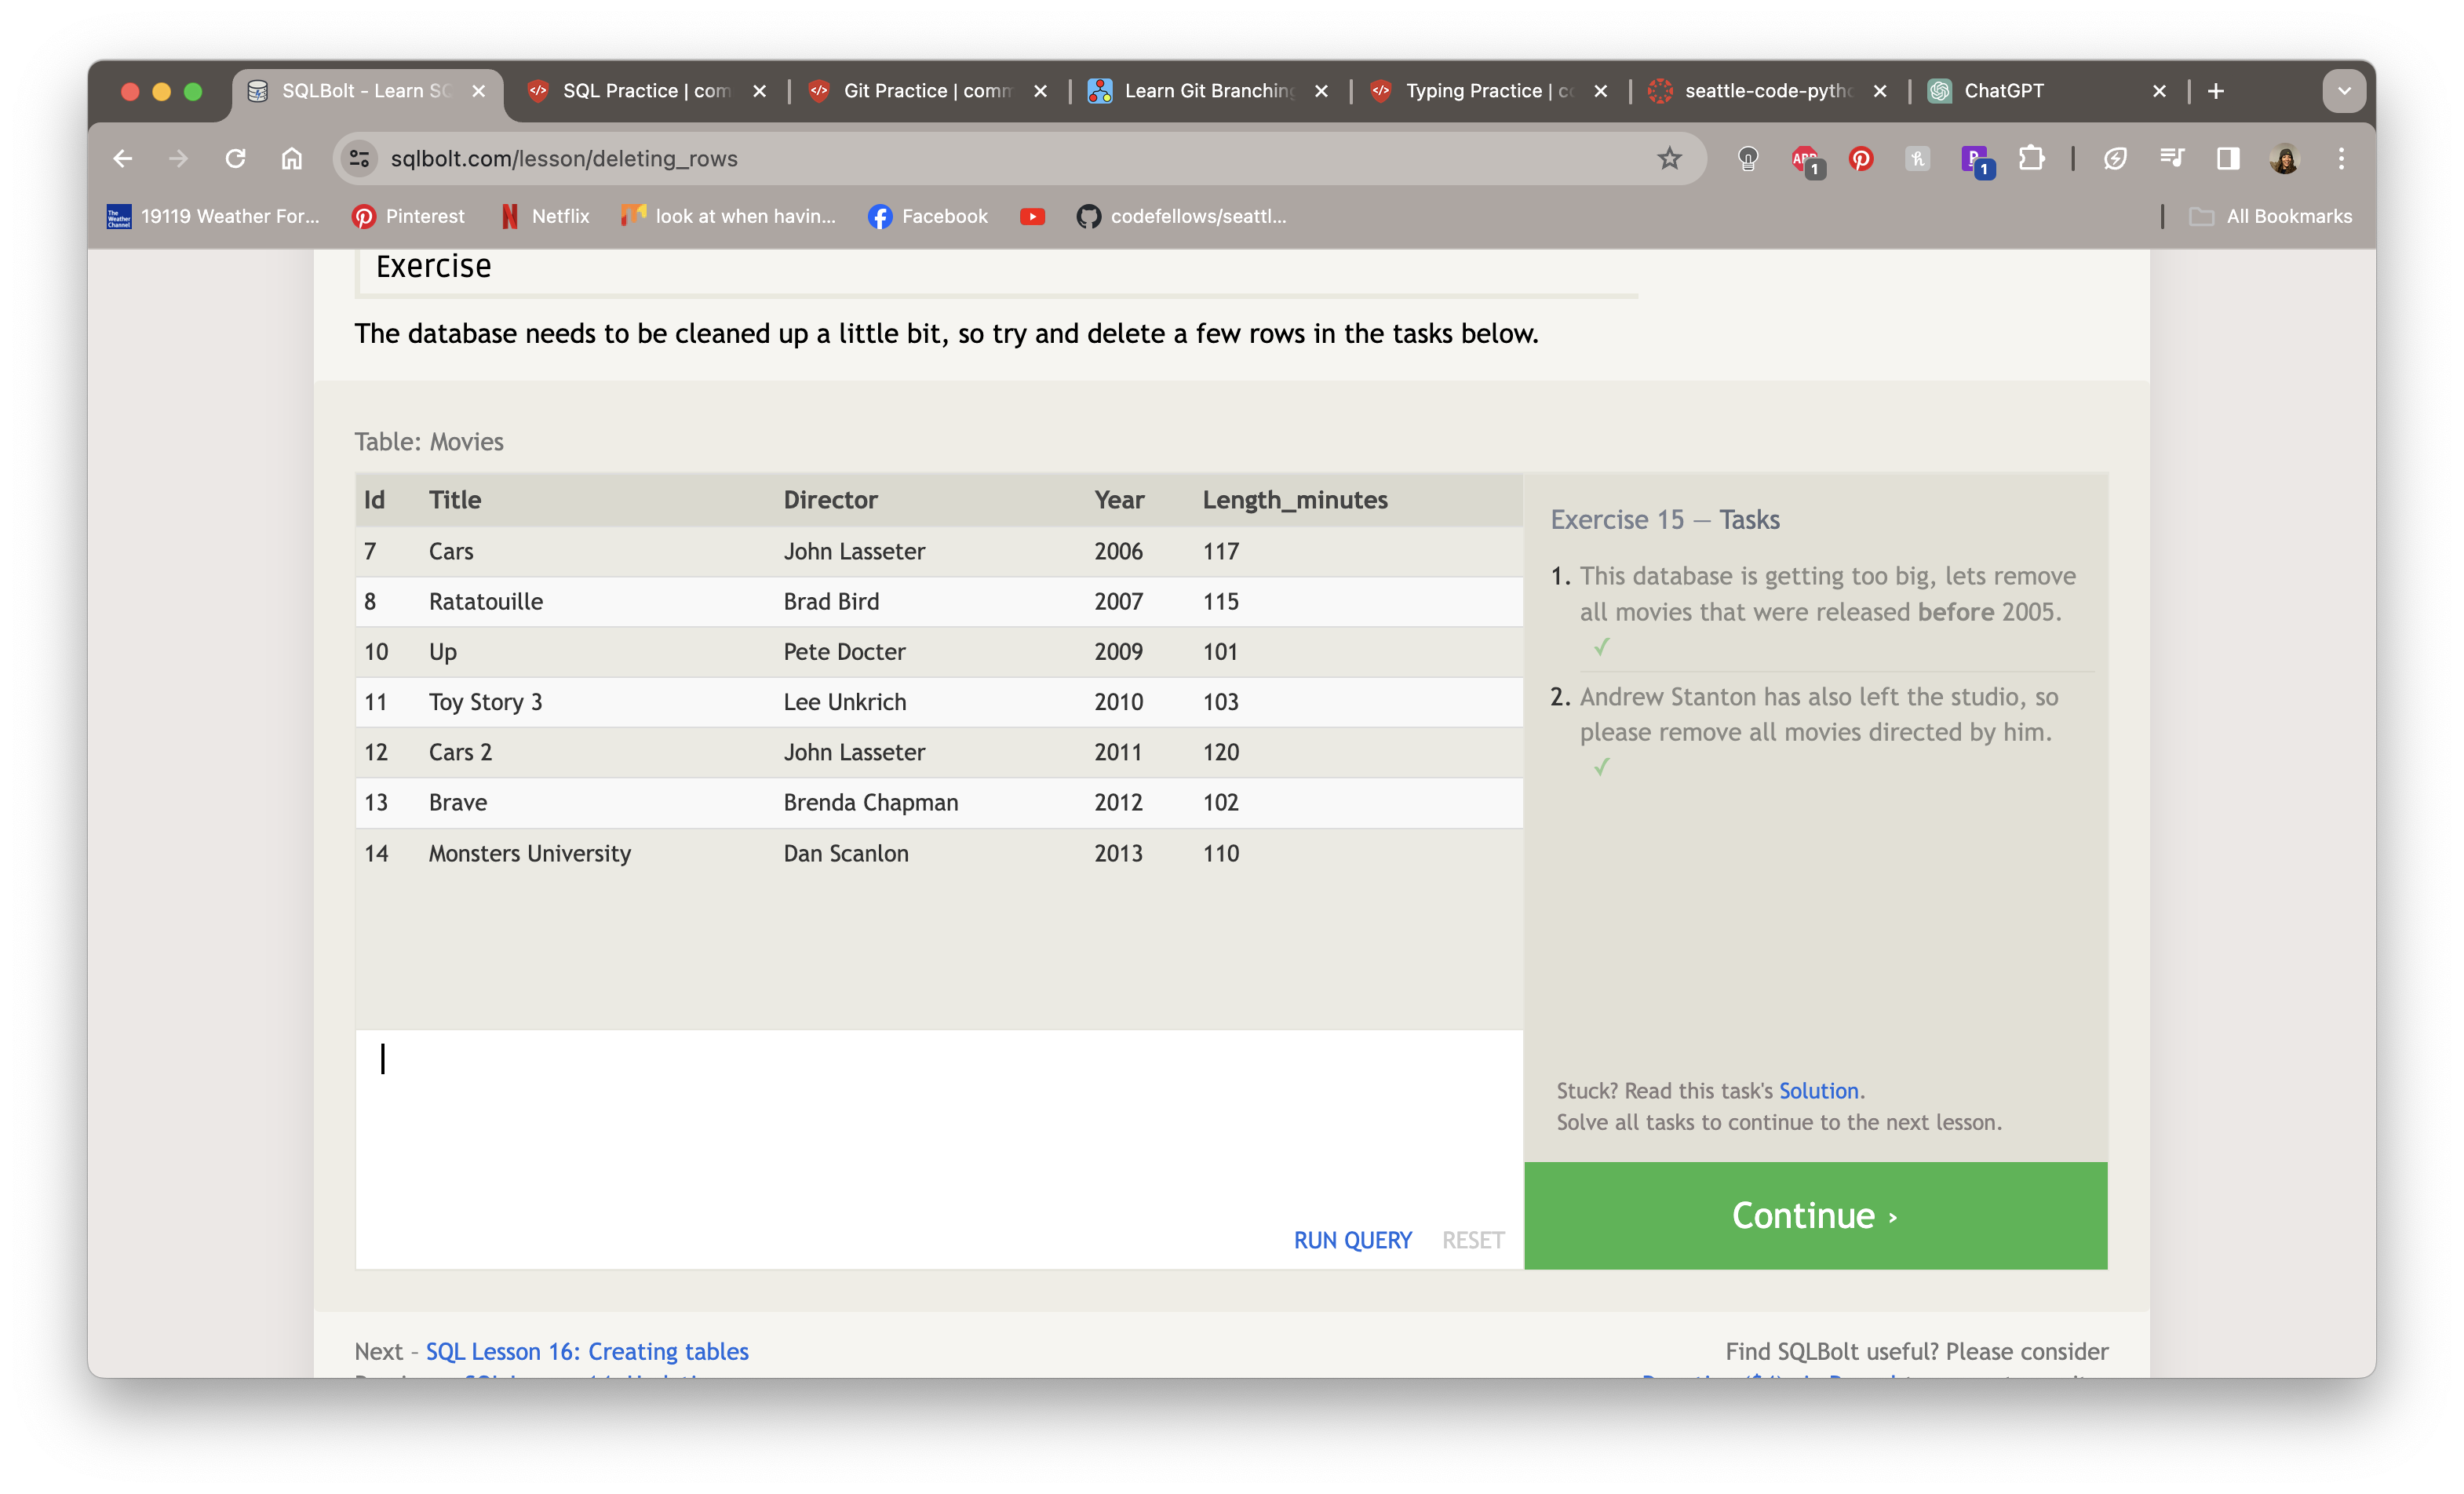 SQLBolt - Learn SQ
SQL Practice | com
Git Practice | comm
Learn Git Branching
Typing Practice | co
seattle-code-pytho
ChatGPT
sqlbolt.com/lesson/deleting_rows
ABP 1
1
The Weather Channel 19119 Weather For...
Pinterest
Netflix
look at when havin...
Facebook
codefellows/seattl...
All Bookmarks
Exercise
The database needs to be cleaned up a little bit, so try and delete a few rows in the tasks below.
Table: Movies
Id Title Director Year Length_minutes
7 Cars John Lasseter 2006 117
8 Ratatouille Brad Bird 2007 115
10 Up Pete Docter 2009 101
11 Toy Story 3 Lee Unkrich 2010 103
12 Cars 2 John Lasseter 2011 120
13 Brave Brenda Chapman 2012 102
14 Monsters University Dan Scanlon 2013 110
RUN QUERY RESET
Exercise 15 — Tasks
1. This database is getting too big, lets remove
all movies that were released before 2005.
✓
2. Andrew Stanton has also left the studio, so
please remove all movies directed by him.
✓
Stuck? Read this task's Solution.
Solve all tasks to continue to the next lesson.
Continue ›
Next – SQL Lesson 16: Creating tables
Find SQLBolt useful? Please consider